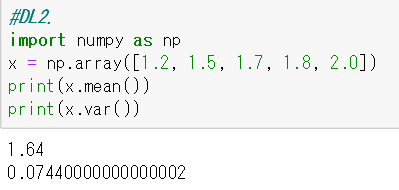 #DL2.
import numpy as np
x = np.array([1.2, 1.5, 1.7, 1.8, 2.0])
print(x.mean())
print(x.var())
1.64
0.07440000000000002